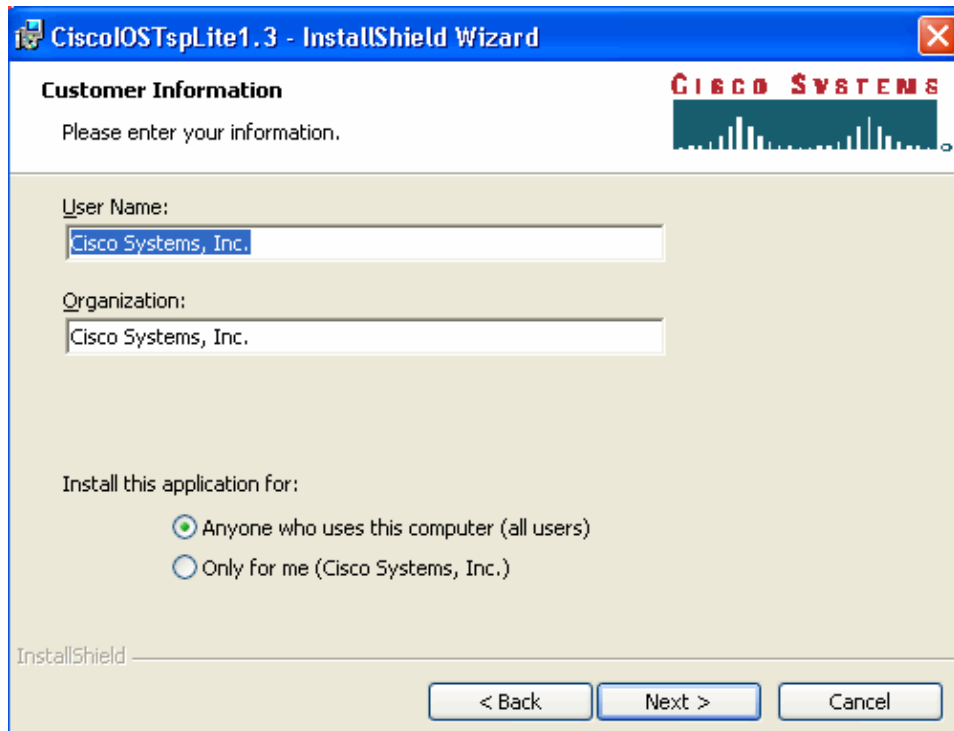 CiscoIOSTspLite1.3 - InstallShield Wizard
Customer Information
Please enter your information.
CISCO SYSTEMS
User Name:
Cisco Systems, Inc.
Organization:
Cisco Systems, Inc.
Install this application for:
Anyone who uses this computer (all users)
Only for me (Cisco Systems, Inc.)
InstallShield
< Back
Next >
Cancel